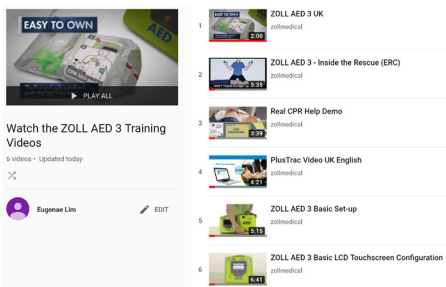 EASY TO OWN
AED
PLAY ALL
Watch the ZOLL AED 3 Training
Videos
6 videos • Updated today
Eugenae Lim
EDIT
1
2:00
ZOLL AED 3 UK
zollmedical
2
5:35
ZOLL AED 3 - Inside the Rescue (ERC)
zollmedical
3
3:39
Real CPR Help Demo
zollmedical
4
4:21
PlusTrac Video UK English
zollmedical
5
5:15
ZOLL AED 3 Basic Set-up
zollmedical
6
6:41
ZOLL AED 3 Basic LCD Touchscreen Configuration
zollmedical